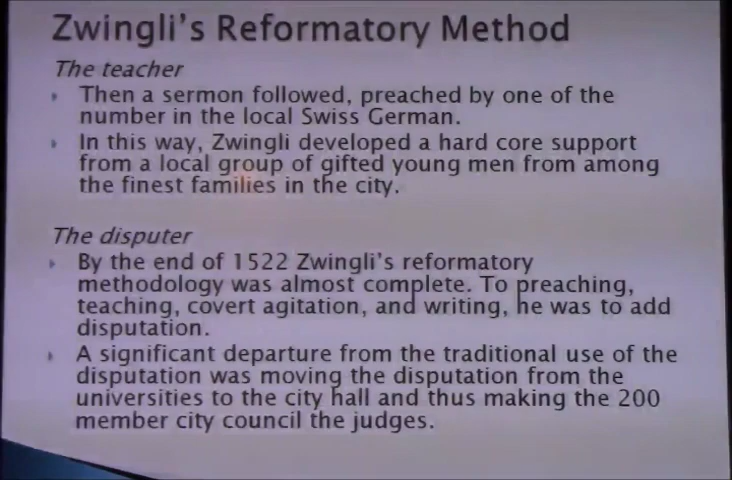 Zwingli's Reformatory Method
The teacher
Then a sermon followed, preached by one of the
number in the local Swiss German.
In this way, Zwingli developed a hard core support
from a local group of gifted young men from among
the finest families in the city.
The disputer
By the end of 1522 Zwingli's reformatory
methodology was almost complete. To preaching,
teaching, covert agitation, and writing, he was to add
disputation.
A significant departure from the traditional use of the
disputation was moving the disputation from the
universities to the city hall and thus making the 200
member city council the judges.